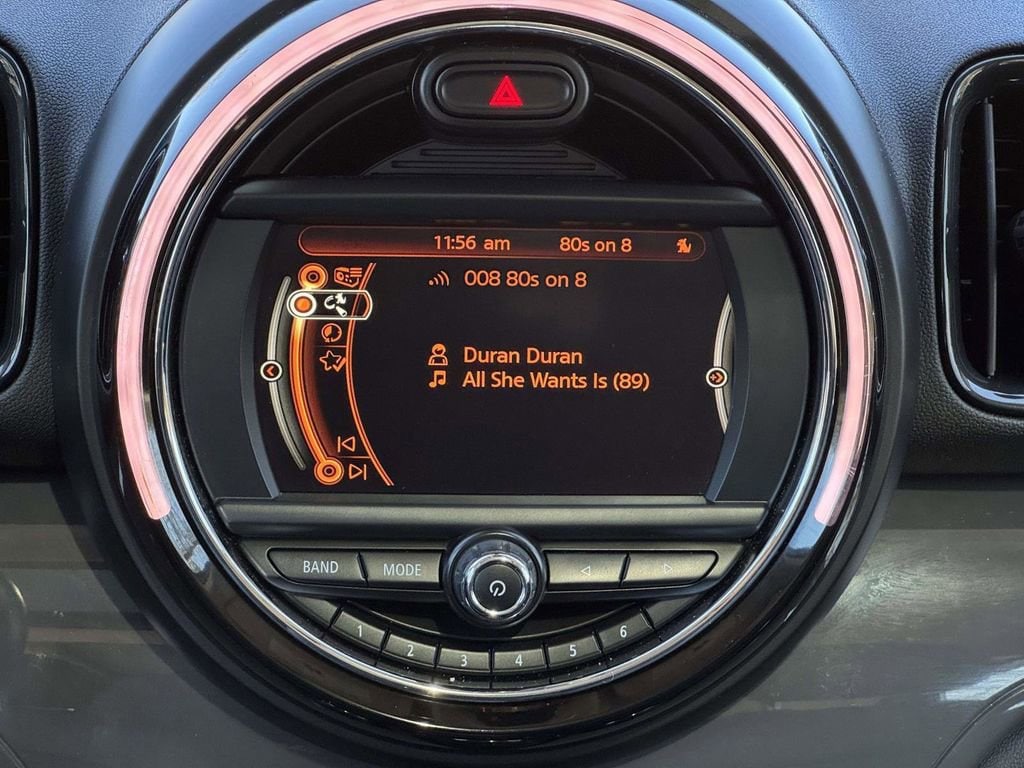 11:56 am 80s on 8
008 80s on 8
Duran Duran
All She Wants Is (89)
BAND MODE
1 2 3 4 5 6